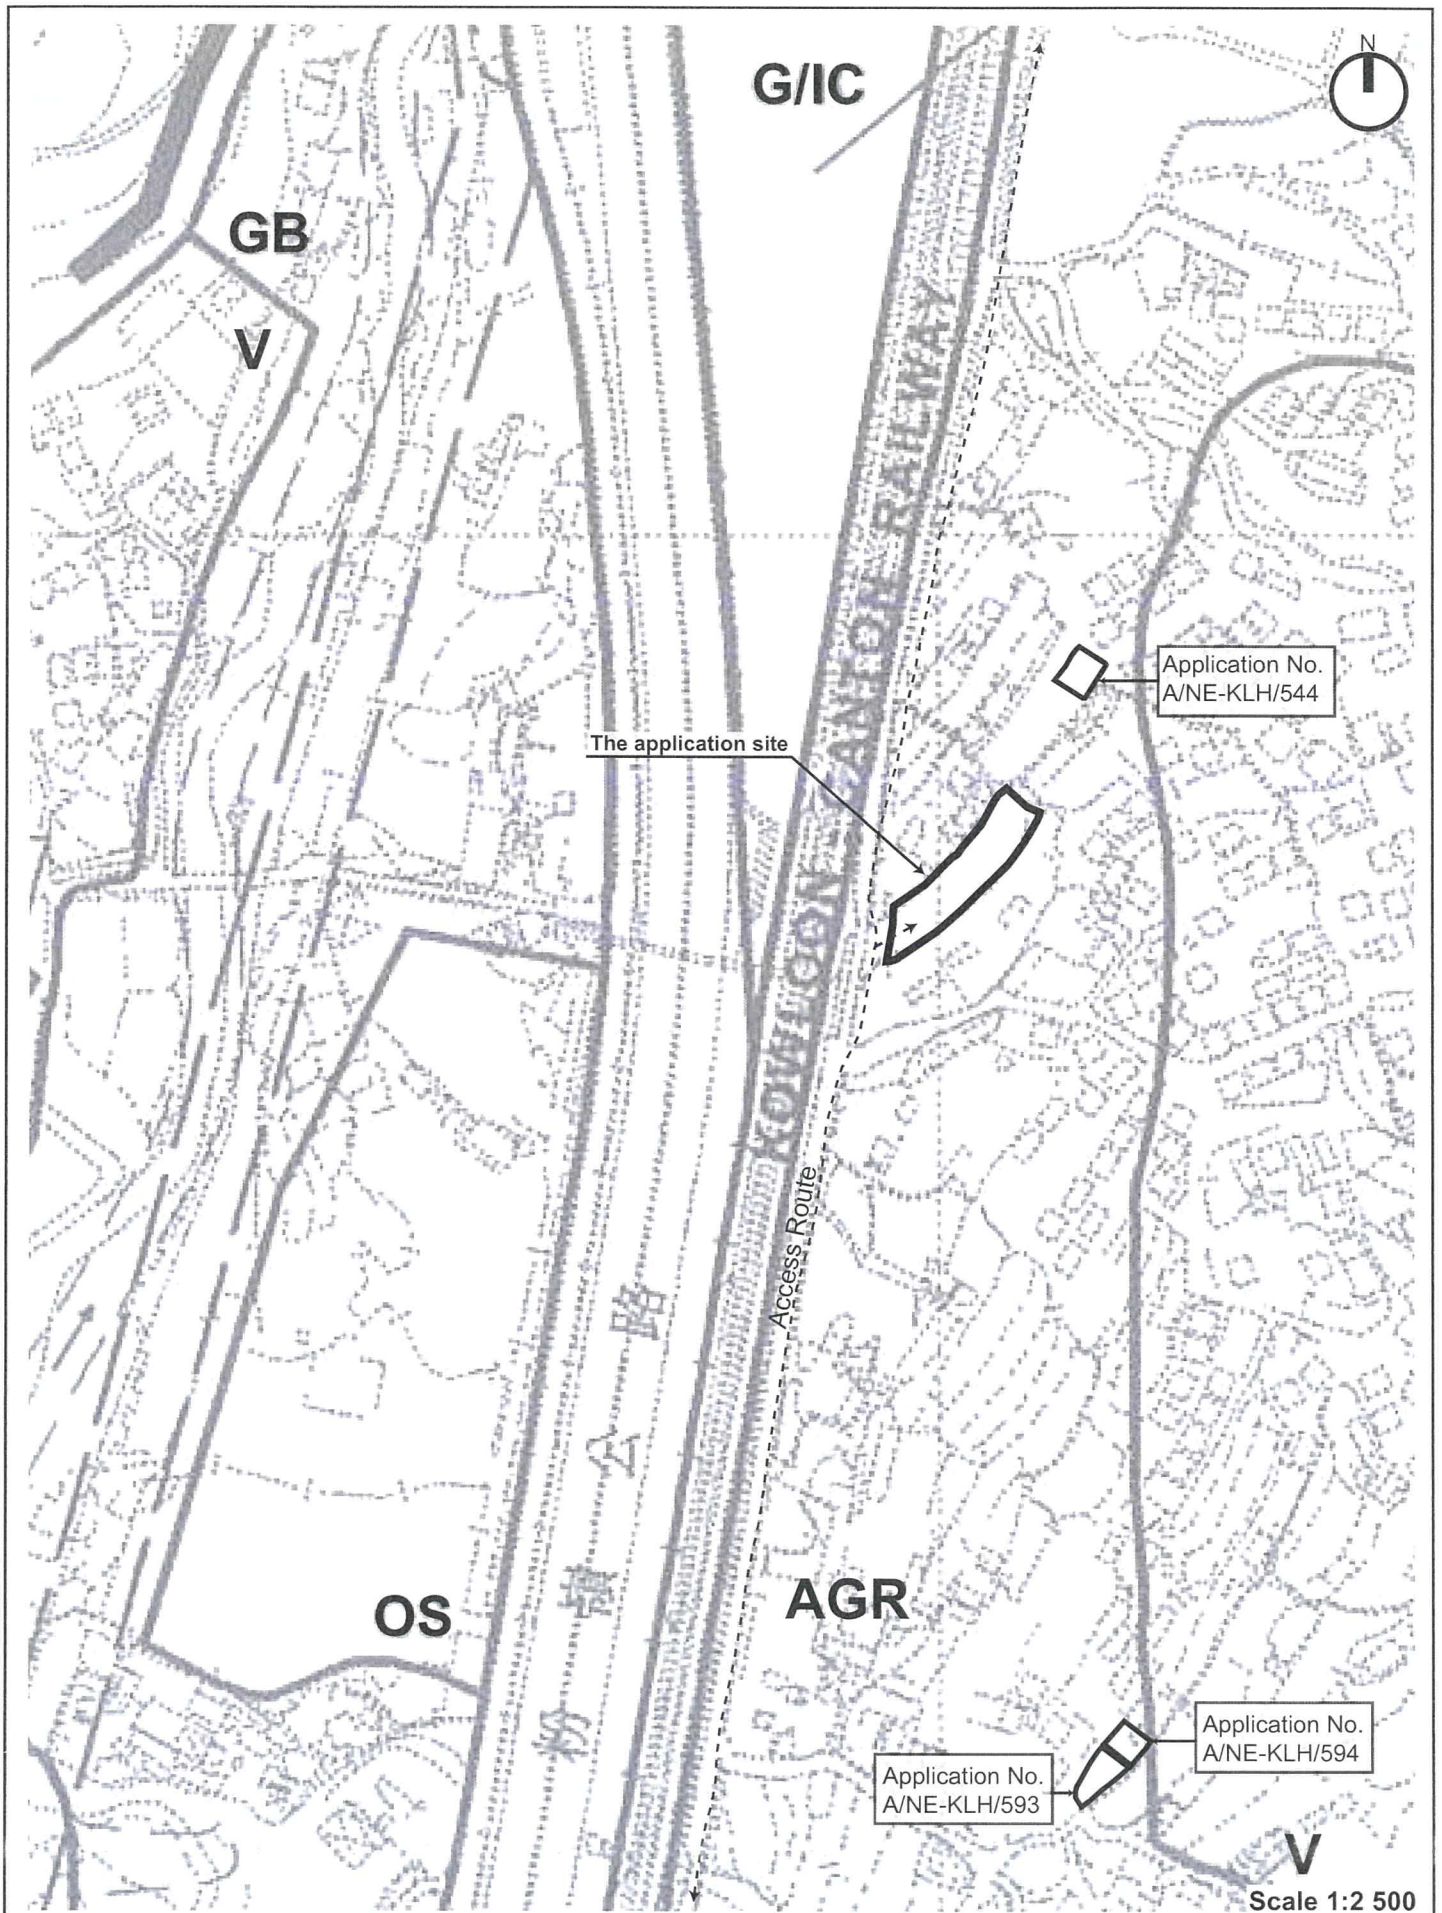 G/IC
N
GB
V
KOWLOON-CANTON RAILWAY
Application No.
A/NE-KLH/544
The application site
Access Route
粉
嶺
公
路
OS
AGR
Application No.
A/NE-KLH/594
Application No.
A/NE-KLH/593
V
Scale 1:2 500